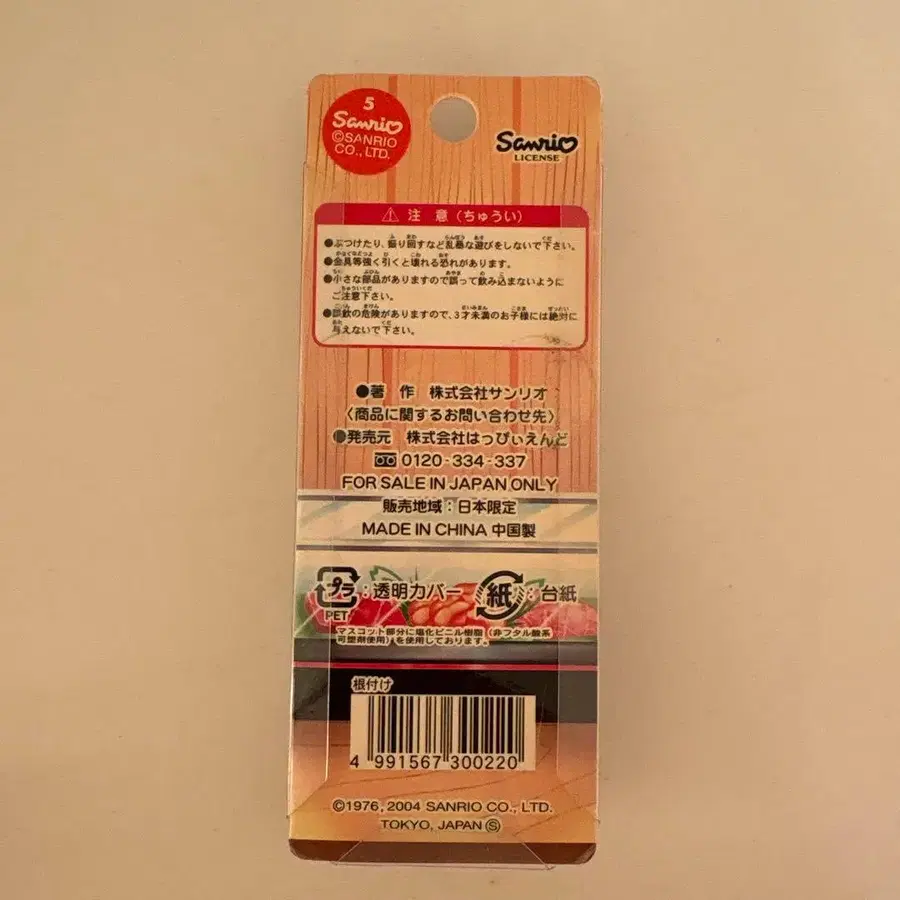 5
Sanrio
©SANRIO
CO., LTD.
Sanrio
LICENSE
⚠ 注 意 (ちゅうい)
●ぶつけたり、振り回すなど乱暴な遊びをしないで下さい。
●金具等強く引くと壊れる恐れがあります。
●小さな部品がありますので誤って飲み込まないように
ご注意下さい。
●誤飲の危険がありますので、3才未満のお子様には絶対に
与えないで下さい。
●著 作 株式会社サンリオ
〈商品に関するお問い合わせ先〉
●発売元 株式会社はっぴぃえんど
0120-334-337
FOR SALE IN JAPAN ONLY
販売地域:日本限定
MADE IN CHINA 中国製
プラ:透明カバー 紙:台紙
PET
マスコット部分に塩化ビニル樹脂(非フタル酸系
可塑剤使用)を使用しております。
根付け
4 991567 300220
©1976, 2004 SANRIO CO., LTD.
TOKYO, JAPAN Ⓢ